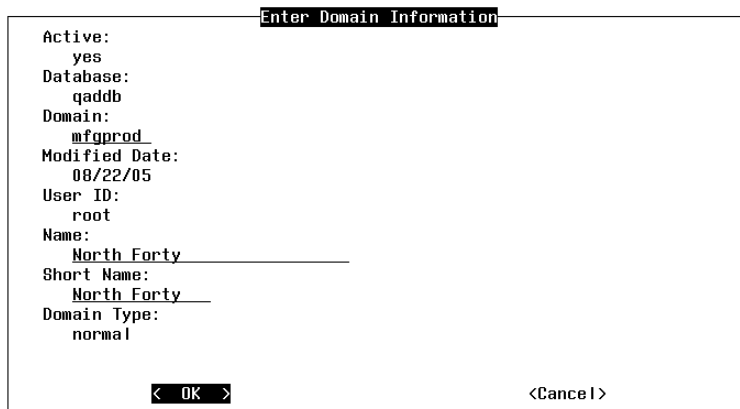 Enter Domain Information
Active:
yes
Database:
qaddb
Domain:
mfgprod
Modified Date:
08/22/05
User ID:
root
Name:
North Forty
Short Name:
North Forty
Domain Type:
normal
< OK > <Cancel>